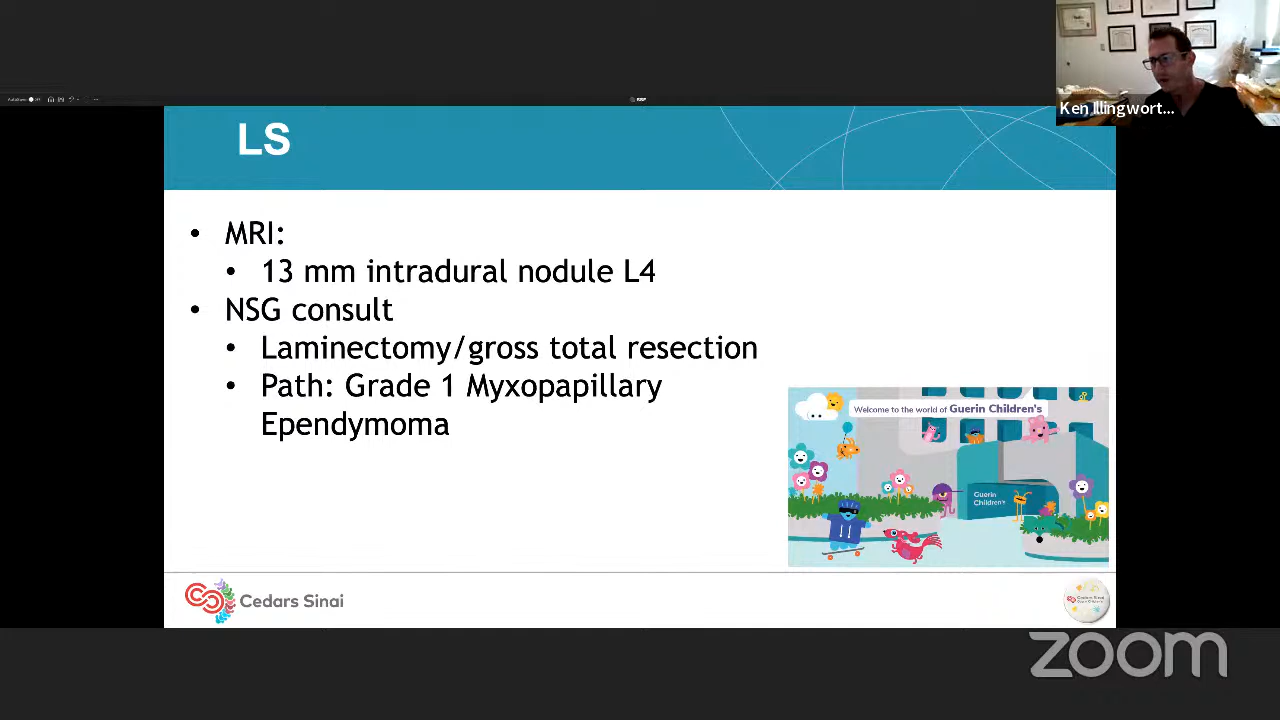 Ken Illingwort...
LS
• MRI:
• 13 mm intradural nodule L4
• NSG consult
• Laminectomy/gross total resection
• Path: Grade 1 Myxopapillary
Ependymoma
Welcome to the world of Guerin Children's
Guerin
Children's
Cedars Sinai
zoom